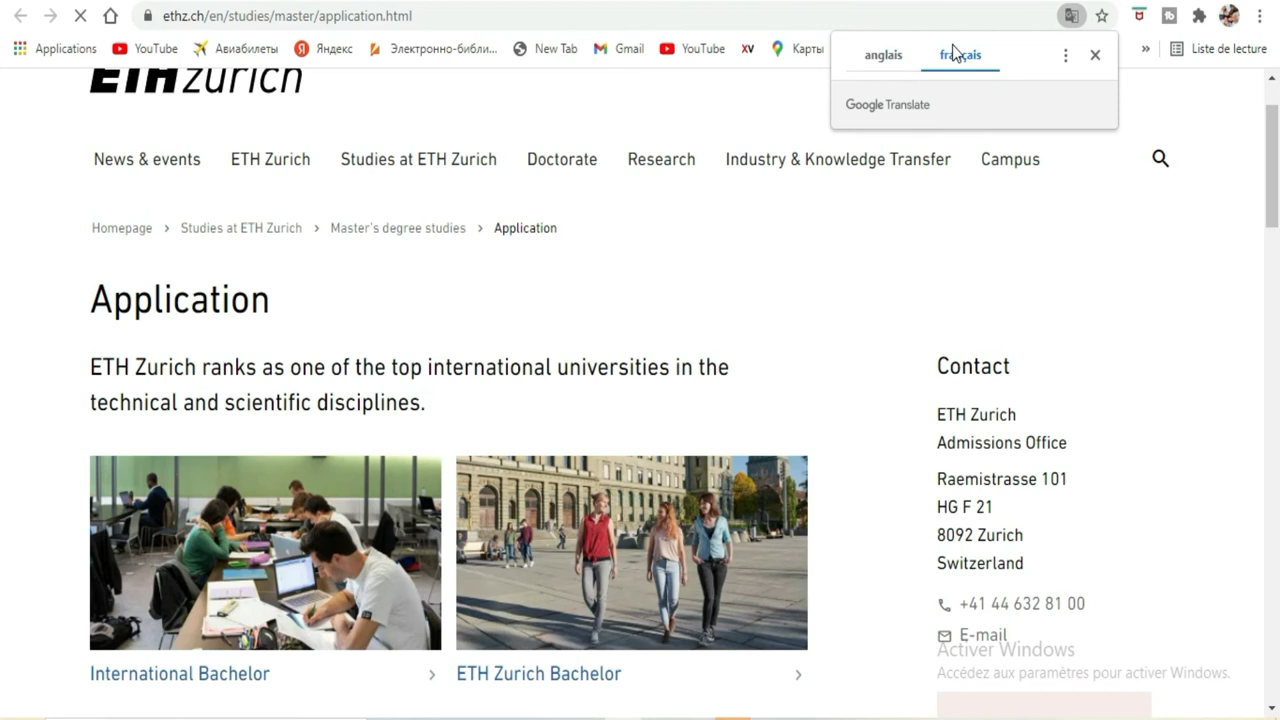 ethz.ch/en/studies/master/application.html
Applications
YouTube
Авиабилеты
Яндекс
Электронно-библи...
New Tab
Gmail
YouTube
XV
Карты
»
Liste de lecture
anglais
français
Google Translate
ETH zürich
News & events
ETH Zurich
Studies at ETH Zurich
Doctorate
Research
Industry & Knowledge Transfer
Campus
Homepage > Studies at ETH Zurich > Master's degree studies > Application
Application
ETH Zurich ranks as one of the top international universities in the
technical and scientific disciplines.
International Bachelor
ETH Zurich Bachelor
Contact
ETH Zurich
Admissions Office
Raemistrasse 101
HG F 21
8092 Zurich
Switzerland
+41 44 632 81 00
E-mail
Activer Windows
Accédez aux paramètres pour activer Windows.